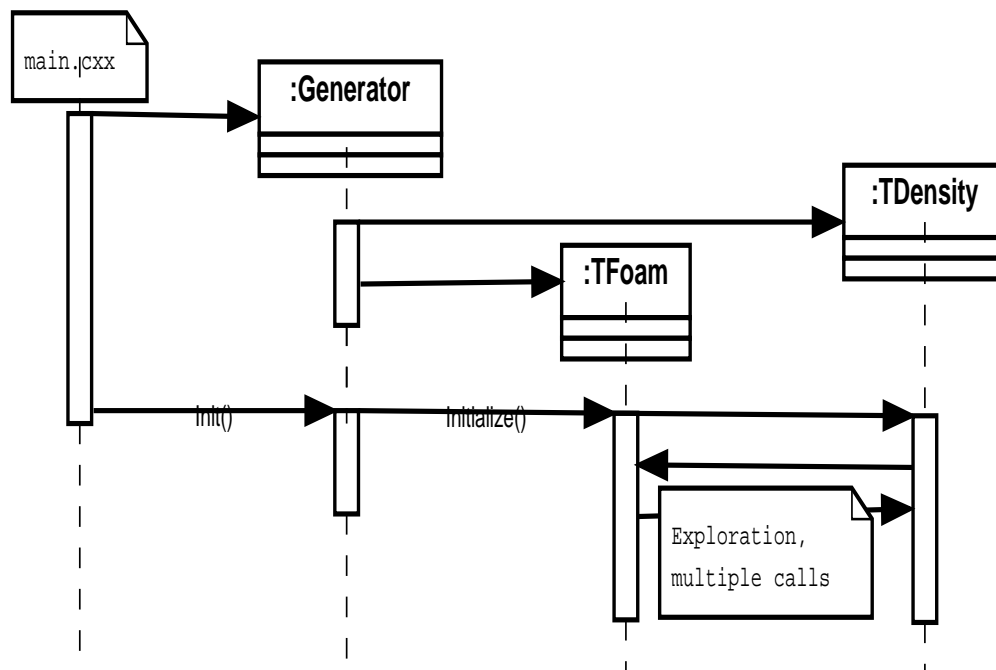 main.cxx
:Generator
:TDensity
:TFoam
Init()
Initialize()
Exploration,
multiple calls